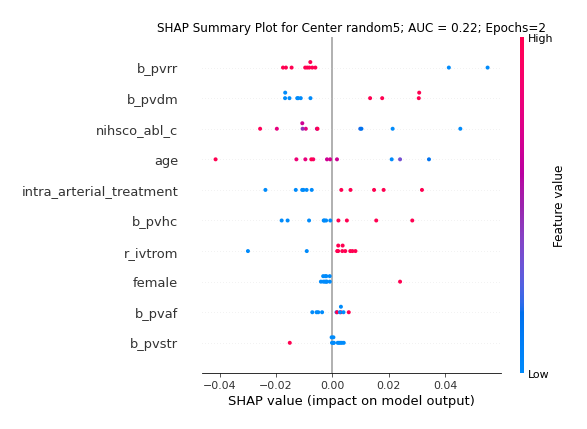 SHAP Summary Plot for Center random5; AUC = 0.22; Epochs=2
High
b_pvrr
b_pvdm
nihsco_abl_c
age
intra_arterial_treatment
b_pvhc
r_ivtrom
female
b_pvaf
b_pvstr
Feature value
Low
−0.04 −0.02 0.00 0.02 0.04
SHAP value (impact on model output)